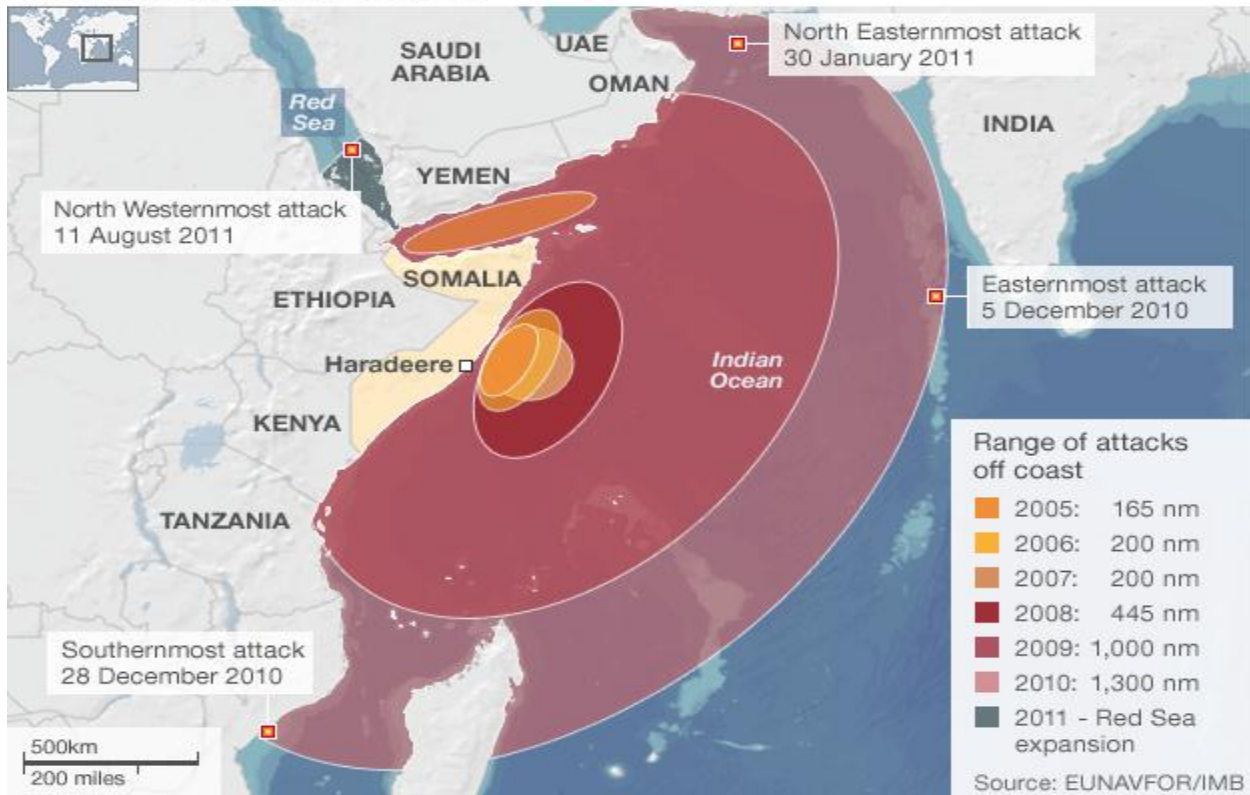 SAUDI
ARABIA
UAE
OMAN
North Easternmost attack
30 January 2011
Red
Sea
INDIA
YEMEN
North Westernmost attack
11 August 2011
SOMALIA
ETHIOPIA
Easternmost attack
5 December 2010
Haradeere
Indian
Ocean
KENYA
TANZANIA
Southernmost attack
28 December 2010
500km
200 miles
Range of attacks
off coast
2005: 165 nm
2006: 200 nm
2007: 200 nm
2008: 445 nm
2009: 1,000 nm
2010: 1,300 nm
2011 - Red Sea
expansion
Source: EUNAVFOR/IMB